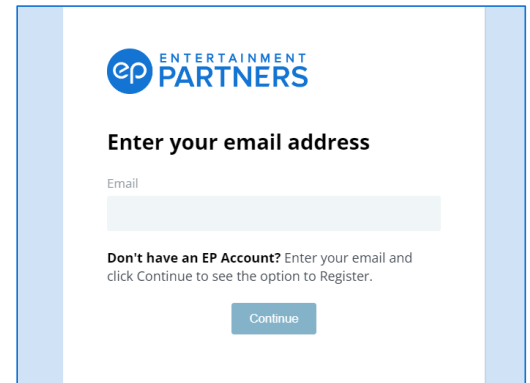 ep ENTERTAINMENT
PARTNERS
Enter your email address
Email
Don't have an EP Account? Enter your email and
click Continue to see the option to Register.
Continue